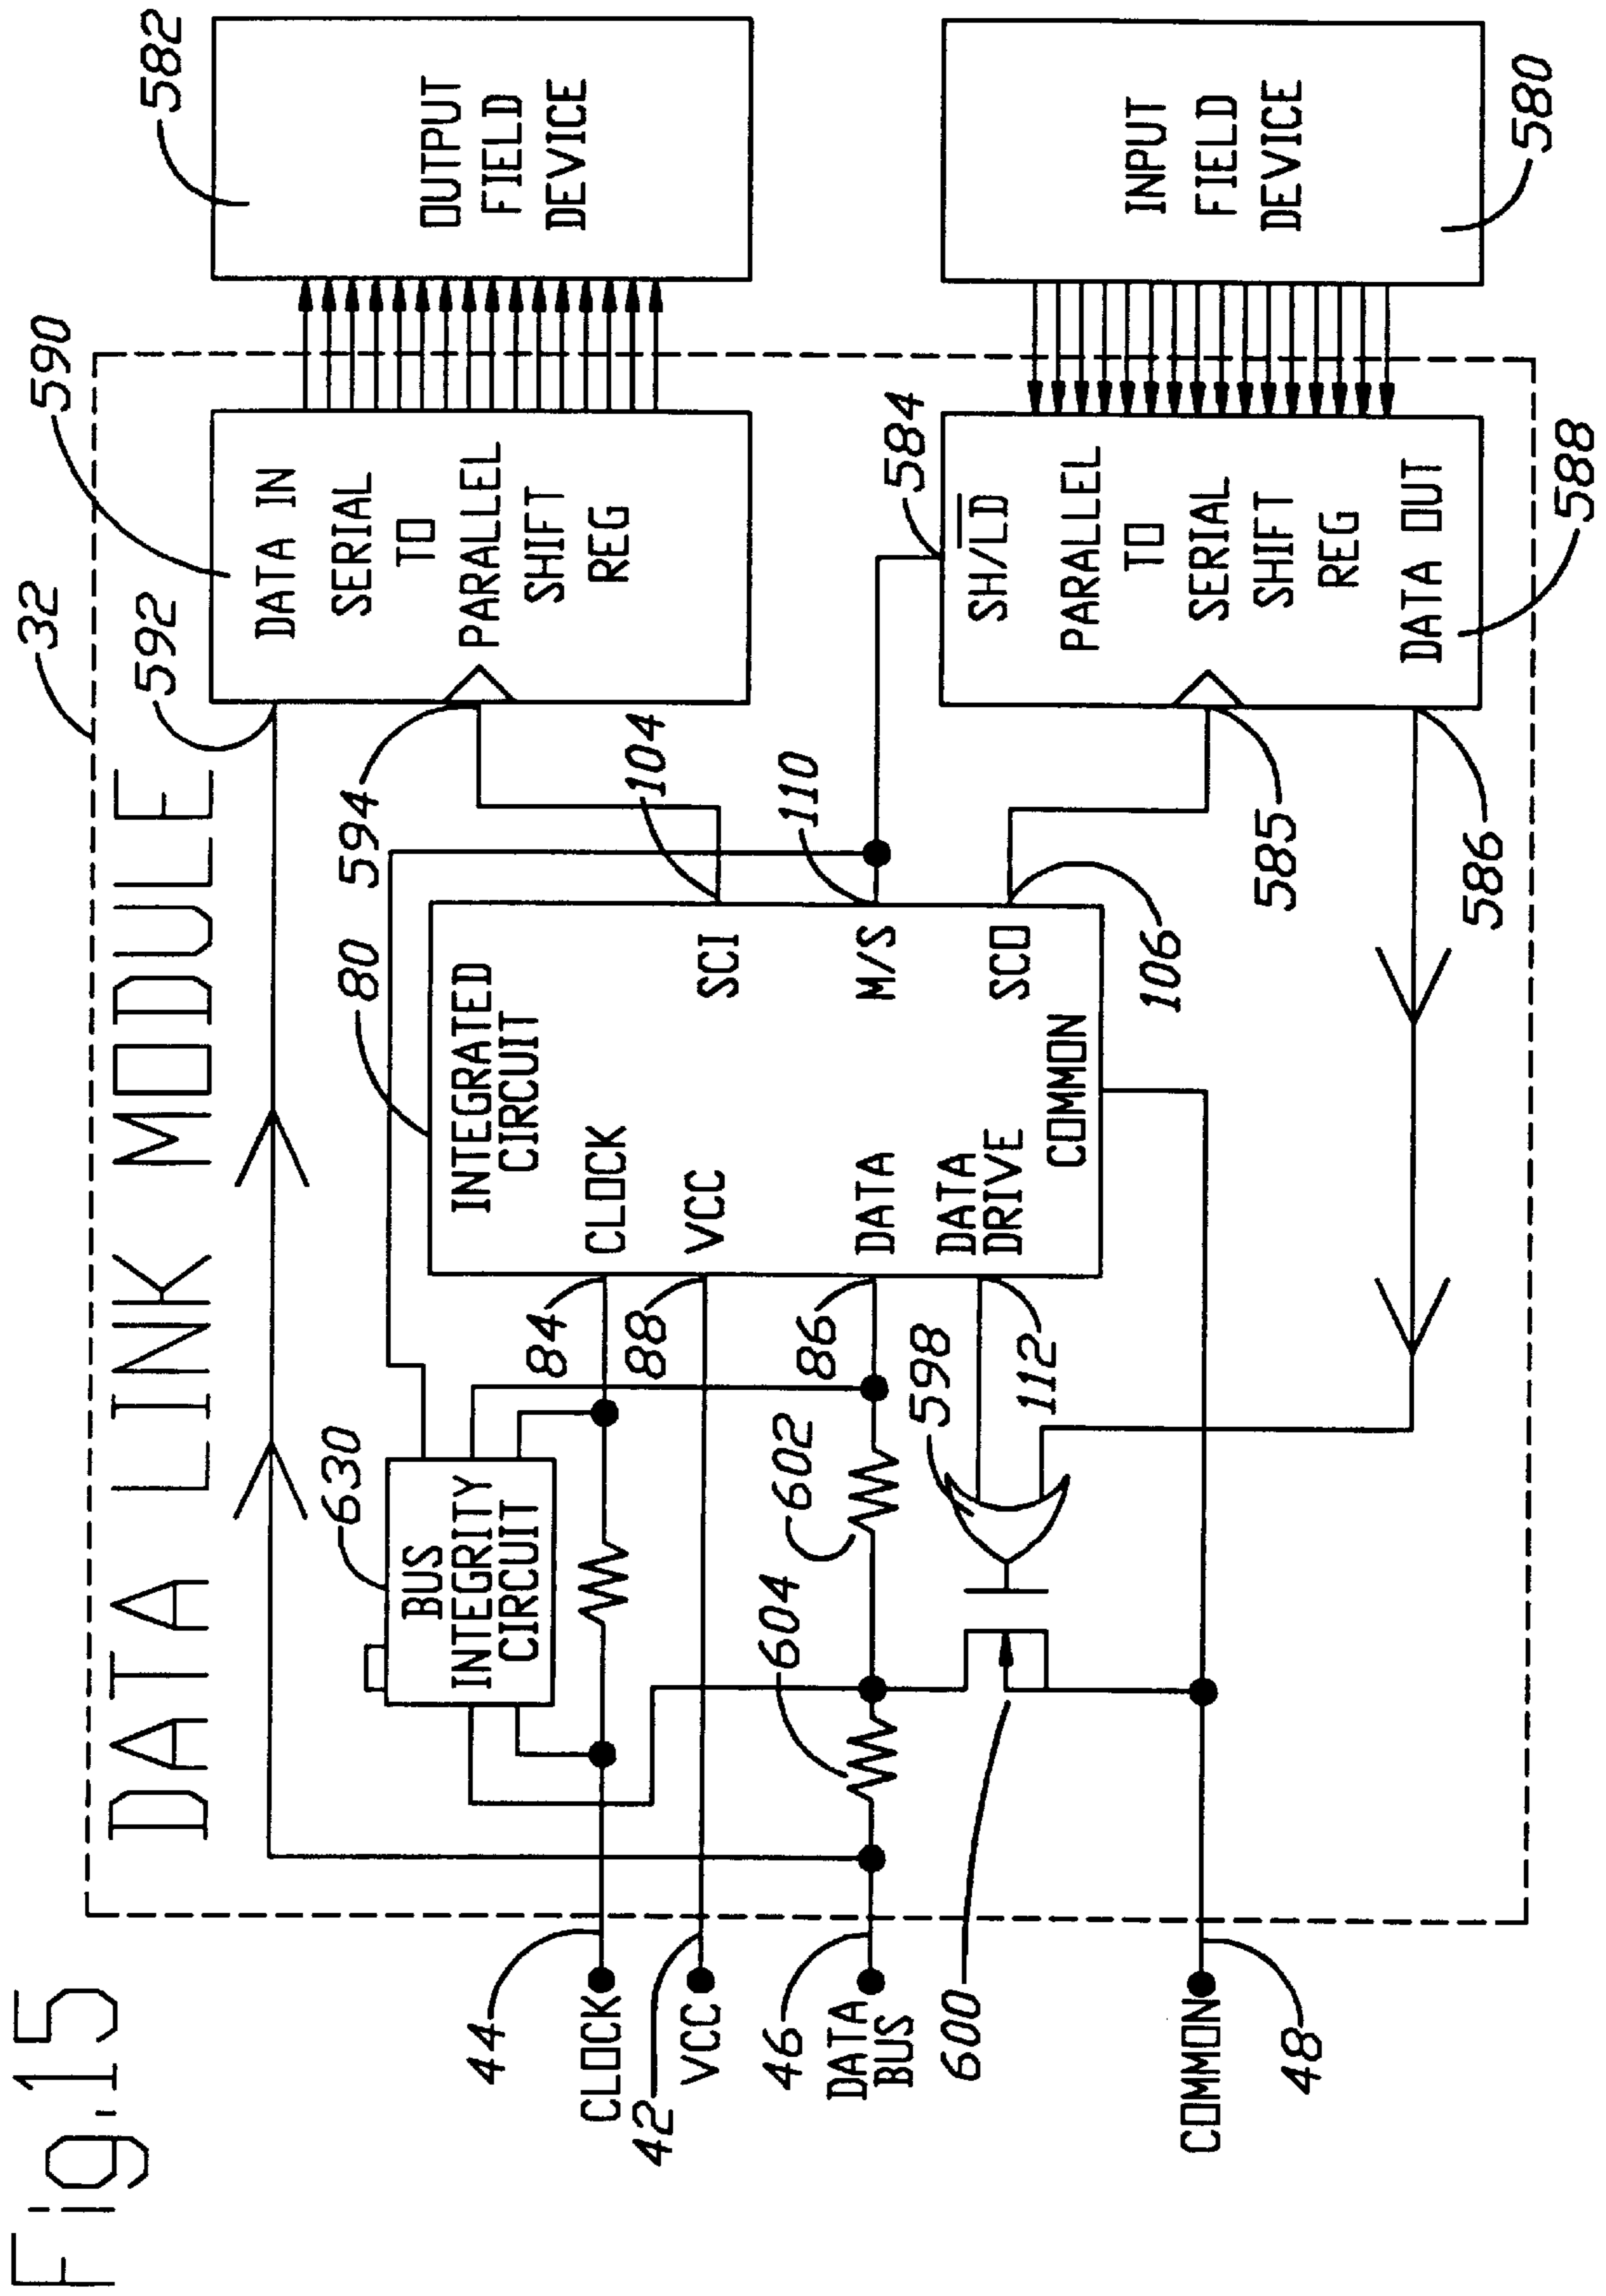 Fig.15
DATA LINK MODULE
32
590
582
592
DATA IN
SERIAL
TO
PARALLEL
SHIFT
REG
OUTPUT
FIELD
DEVICE
594
104
110
80
630
BUS
INTEGRITY
CIRCUIT
INTEGRATED
CIRCUIT
CLOCK
VCC
DATA
DATA
DRIVE
COMMON
SCI
M/S
SCO
84
88
86
598
112
602
604
106
584
SH/L̅D̅
PARALLEL
TO
SERIAL
SHIFT
REG
DATA OUT
INPUT
FIELD
DEVICE
585
586
588
580
44
CLOCK
42
VCC
46
DATA
BUS
600
COMMON
48